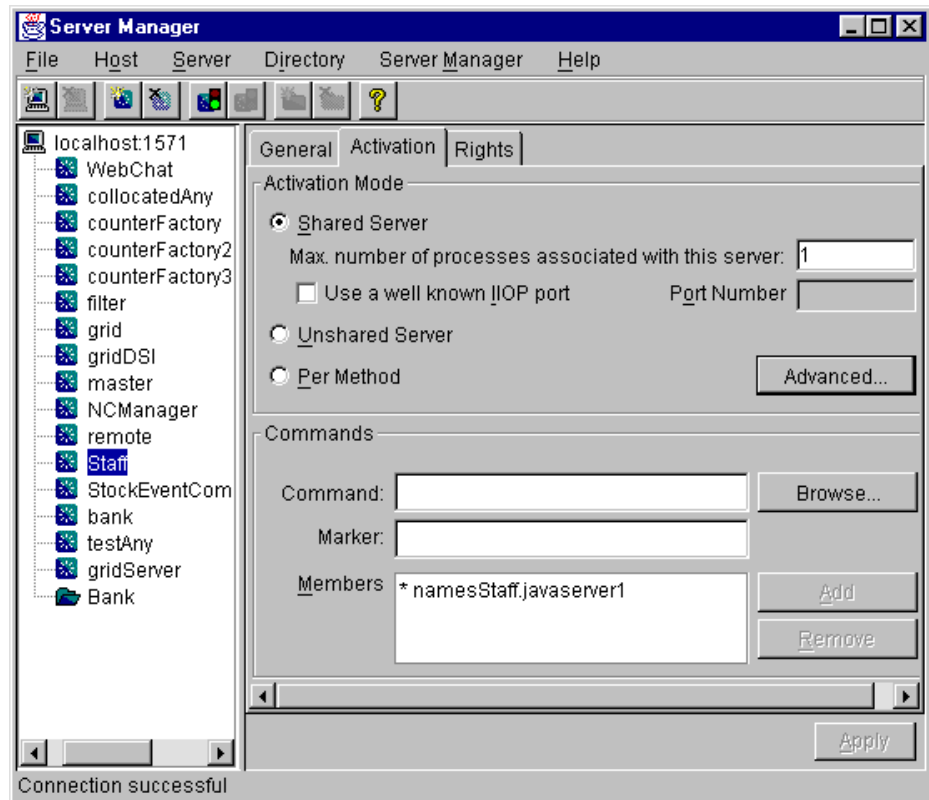 Server Manager
File Host Server Directory Server Manager Help
localhost:1571
WebChat
collocatedAny
counterFactory
counterFactory2
counterFactory3
filter
grid
gridDSI
master
NCManager
remote
Staff
StockEventCom
bank
testAny
gridServer
Bank
General Activation Rights
Activation Mode
Shared Server
Max. number of processes associated with this server: 1
Use a well known IIOP port Port Number
Unshared Server
Per Method Advanced...
Commands
Command: Browse...
Marker:
Members * namesStaff.javaserver1 Add
Remove
Apply
Connection successful